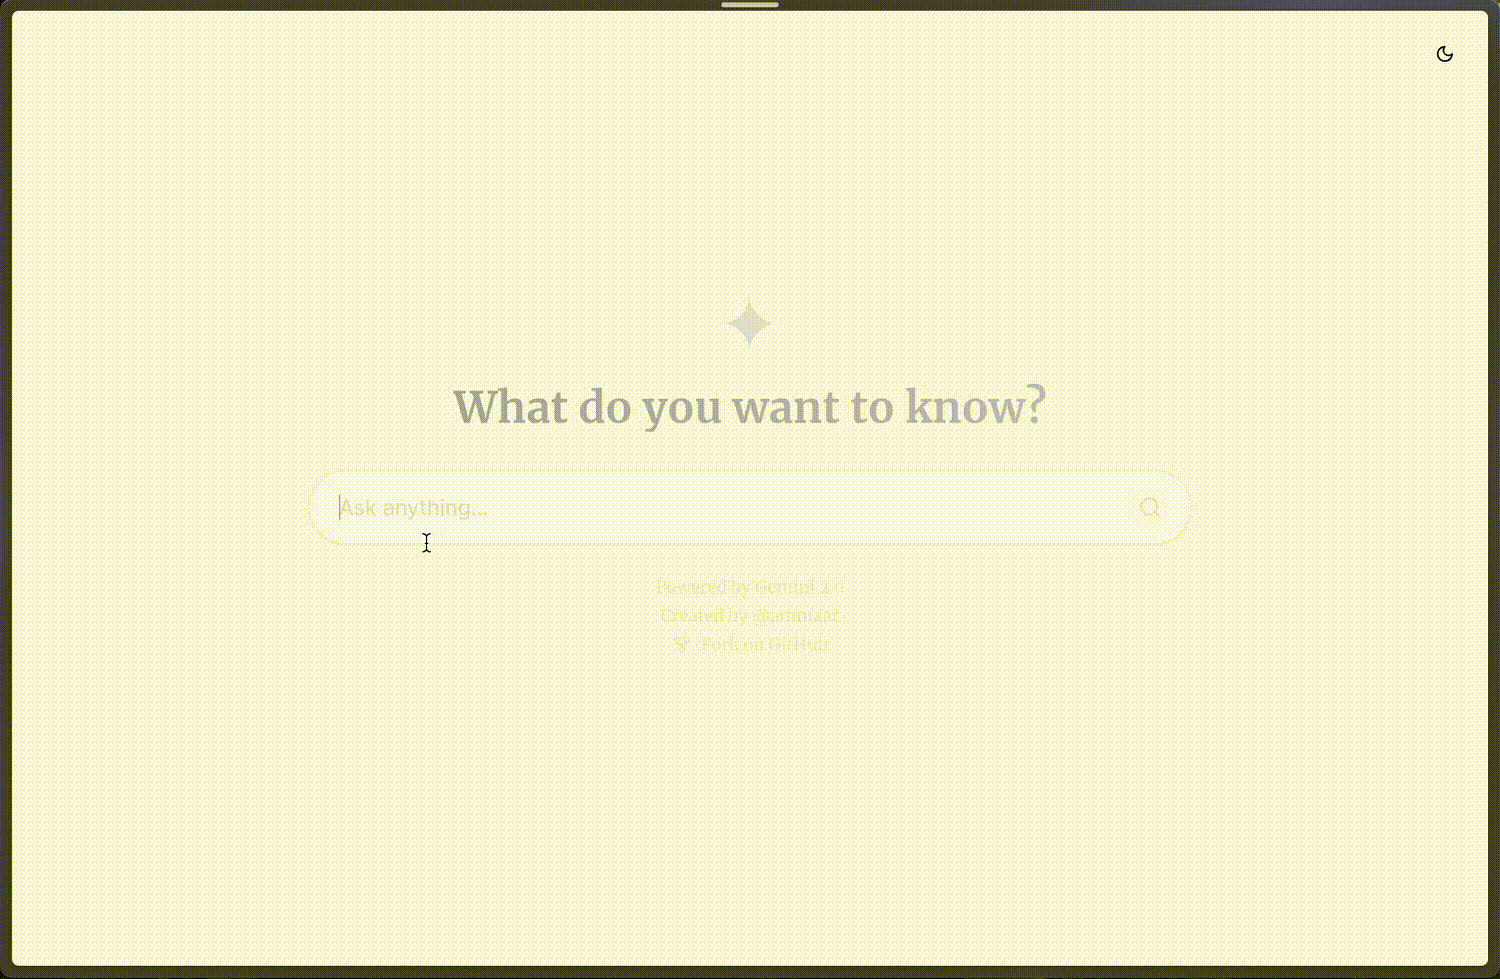 What do you want to know?
Ask anything...
Powered by Gemini 2.0
Created by @ammaar
Fork on GitHub